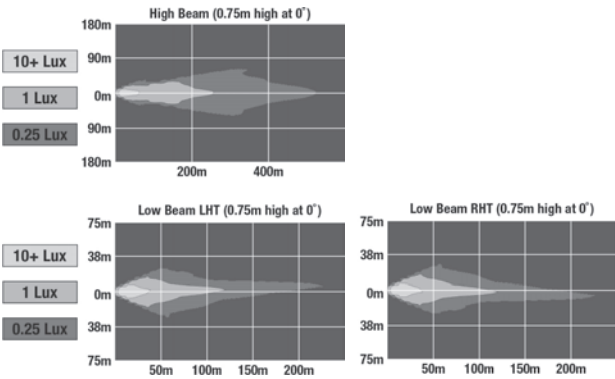 High Beam (0.75m high at 0˚)
180m
90m
0m
90m
180m
200m 400m
10+ Lux
1 Lux
0.25 Lux
Low Beam LHT (0.75m high at 0˚)
75m
38m
0m
38m
75m
50m 100m 150m 200m
10+ Lux
1 Lux
0.25 Lux
Low Beam RHT (0.75m high at 0˚)
75m
38m
0m
38m
75m
50m 100m 150m 200m